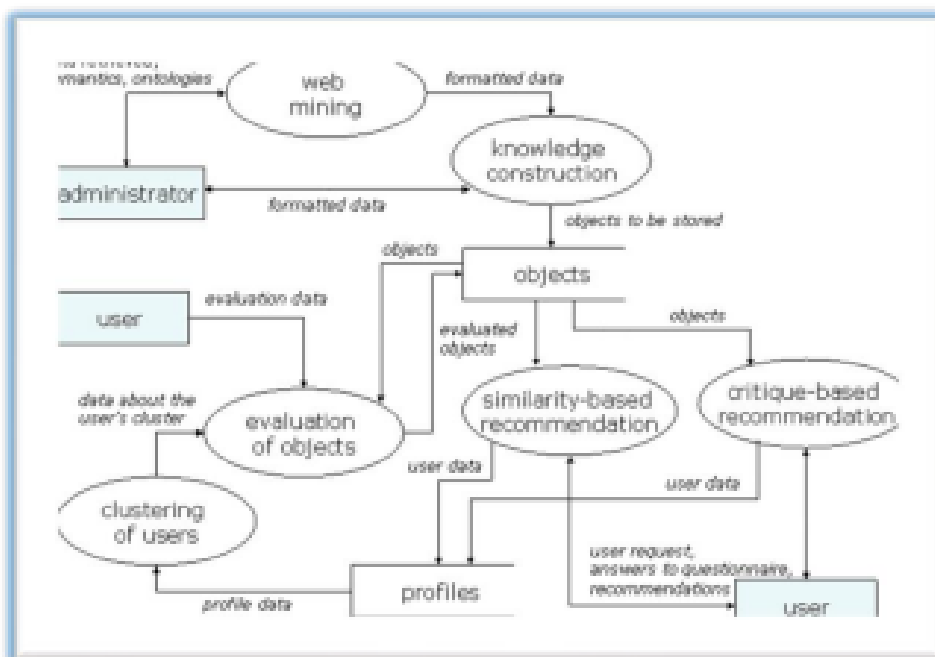 mantics, ontologies
web
mining
formatted data
knowledge
construction
administrator
formatted data
objects to be stored
objects
objects
evaluation data
user
evaluated
objects
objects
data about the
user's cluster
evaluation
of objects
similarity-based
recommendation
critique-based
recommendation
user data
user data
clustering
of users
user request,
answers to questionnaire,
recommendations
profiles
profile data
user